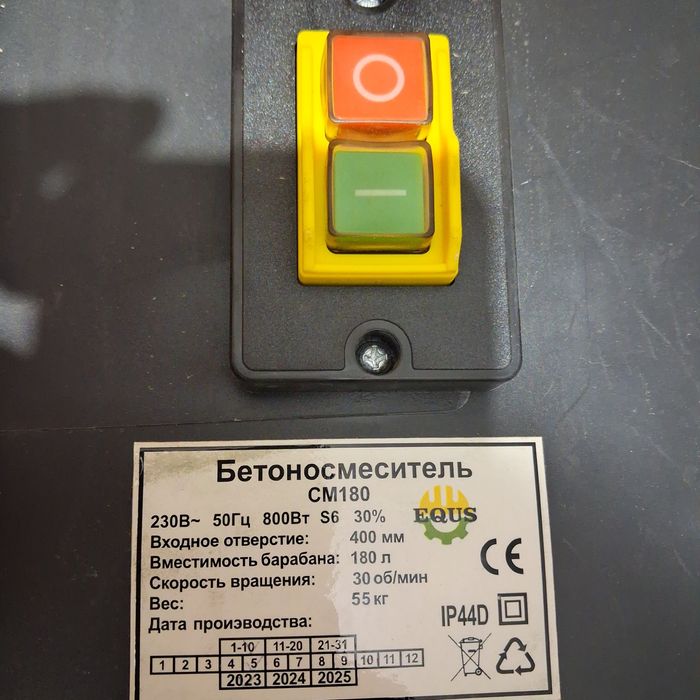 Бетоносмеситель
СМ180
230В~ 50Гц 800Вт S6 30%
EQUS
Входное отверстие: 400 мм
Вместимость барабана: 180 л
Скорость вращения: 30 об/мин
Вес: 55 кг
CE
IP44D
Дата производства:
1-10 11-20 21-31
1 2 3 4 5 6 7 8 9 10 11 12
2023 2024 2025